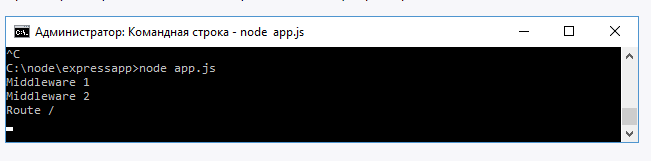 Администратор: Командная строка - node app.js
^C
C:\node\expressapp>node app.js
Middleware 1
Middleware 2
Route /